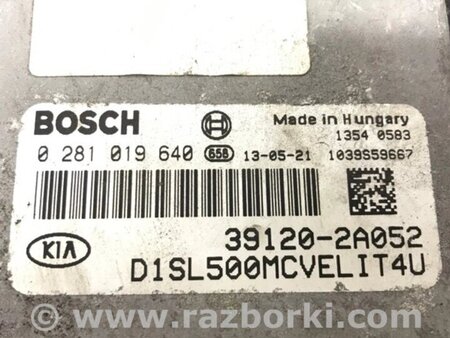 BOSCH
Made in Hungary
1354 0583
0 281 019 640 658 13-05-21 1039S59667
39120-2A052
KIA
D1SL500MCVELIT4U
www.razborki.com